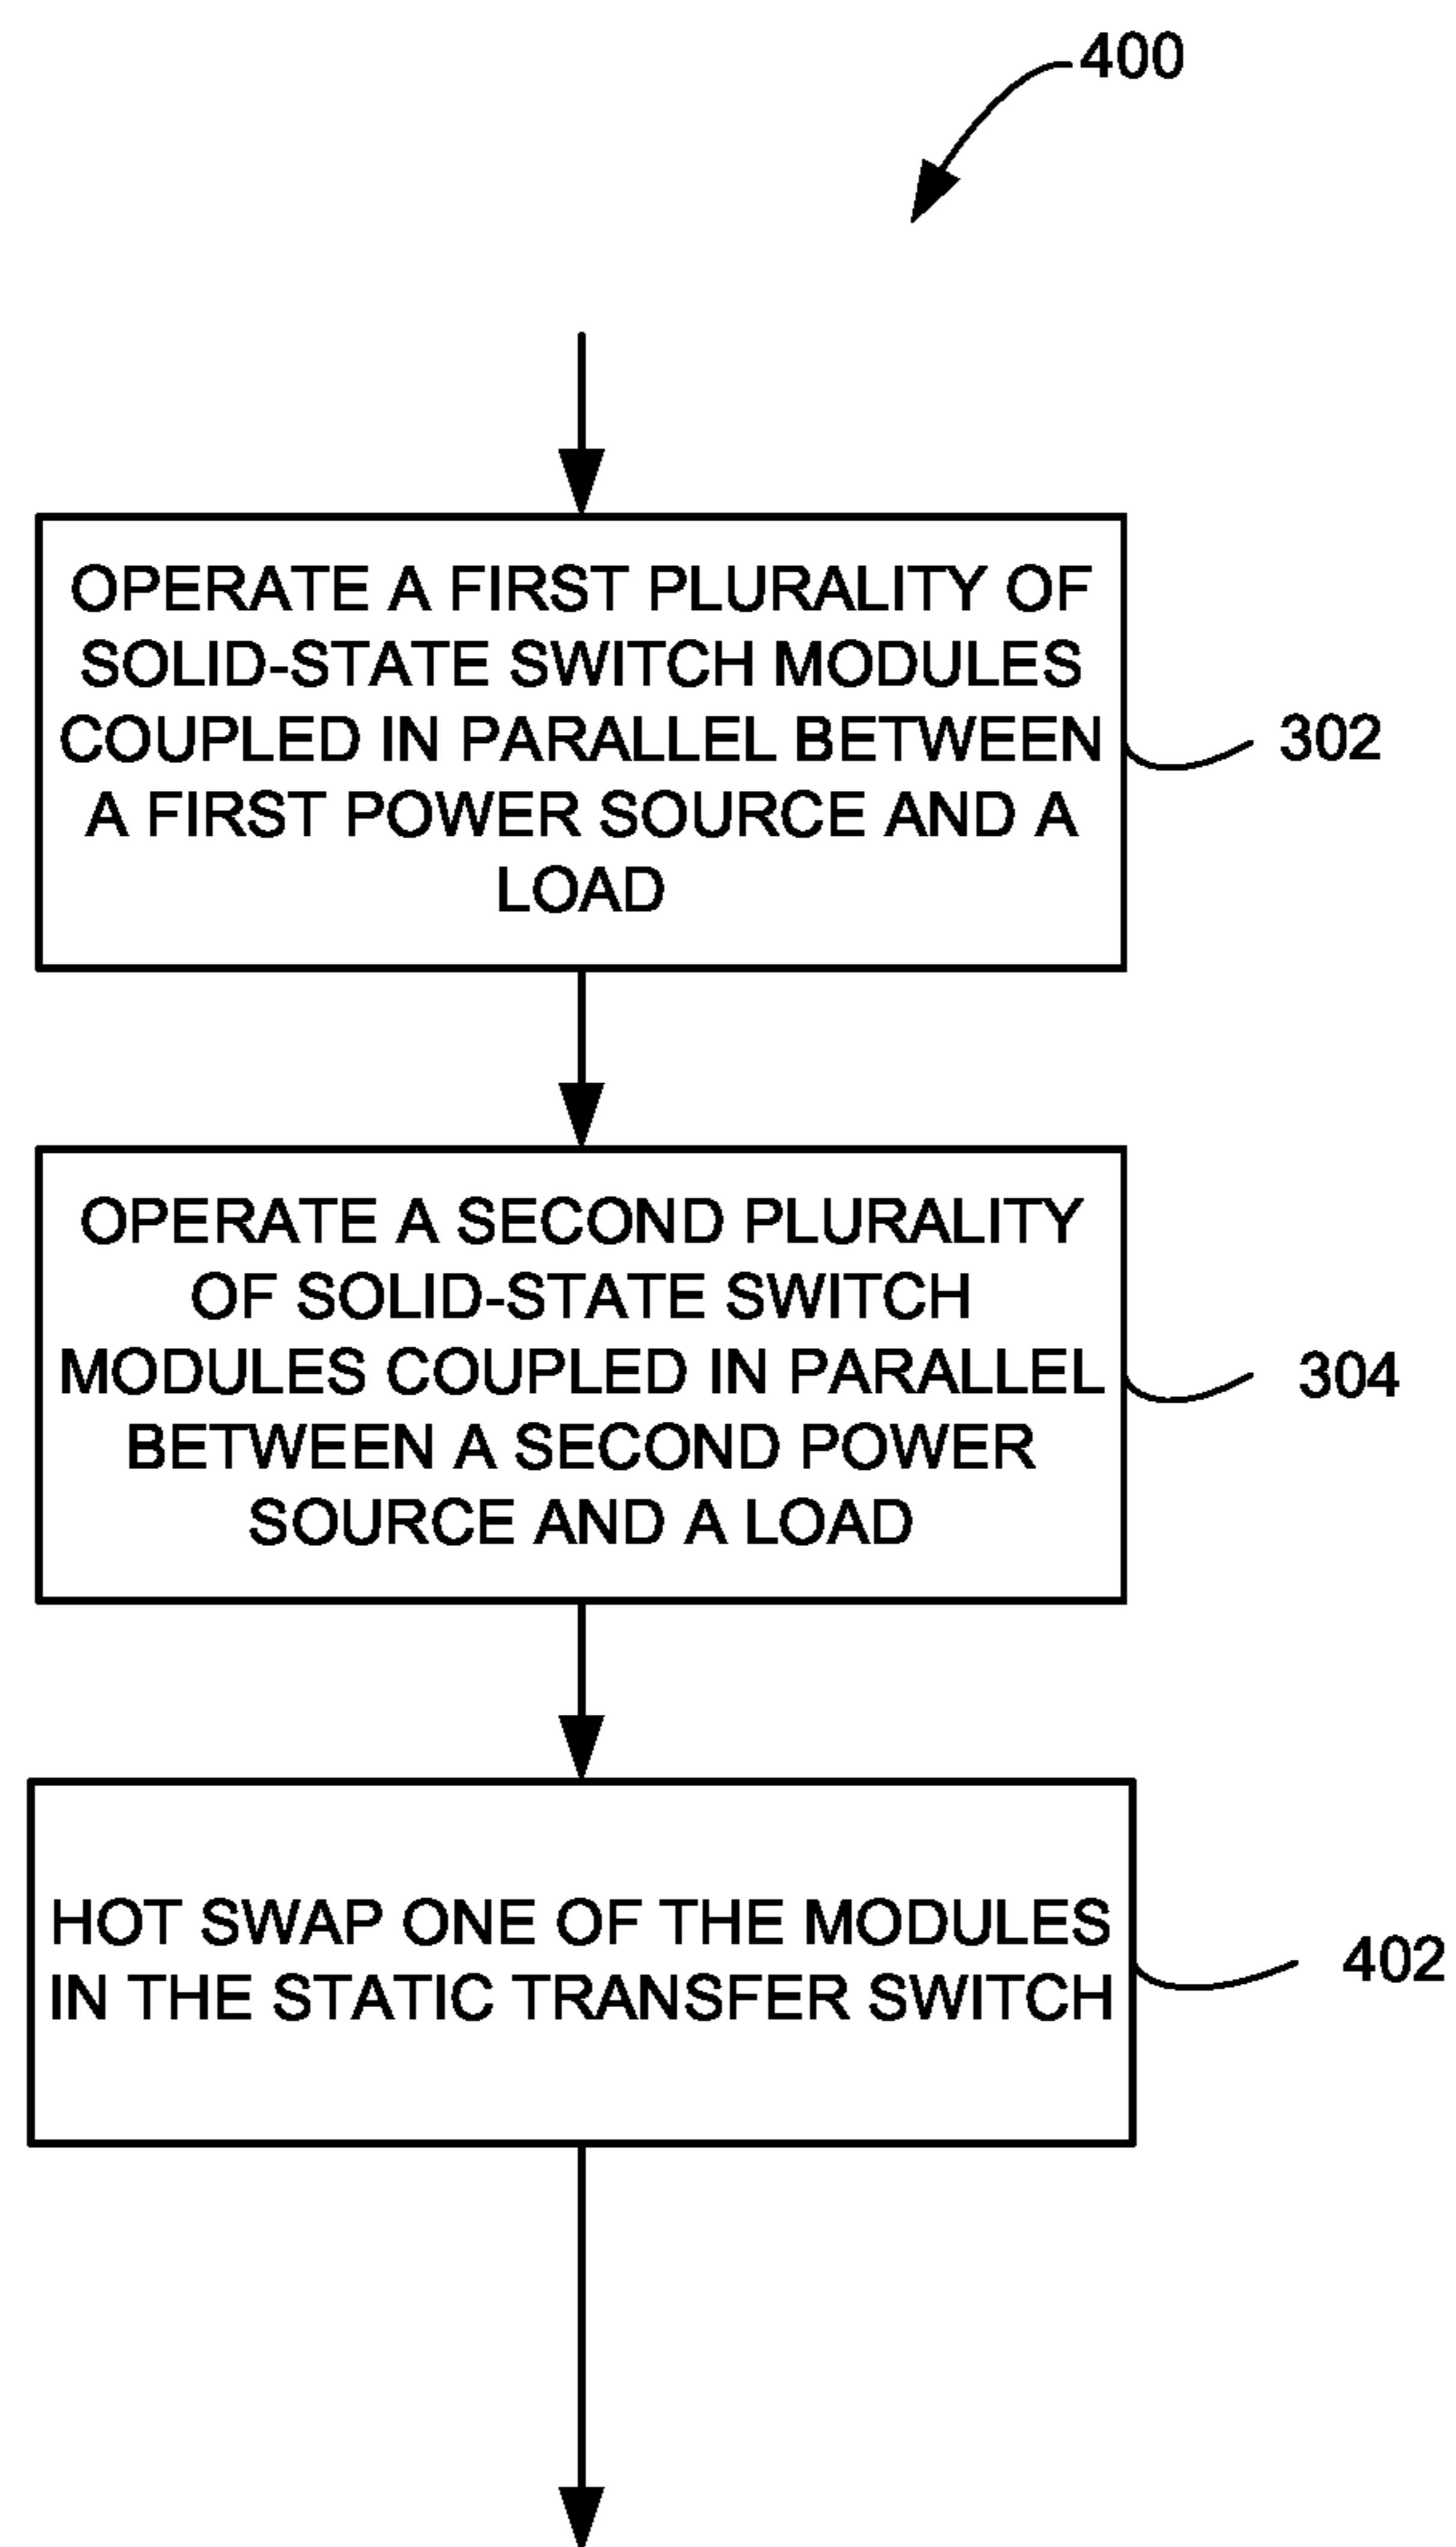 400
OPERATE A FIRST PLURALITY OF
SOLID-STATE SWITCH MODULES
COUPLED IN PARALLEL BETWEEN
A FIRST POWER SOURCE AND A
LOAD
302
OPERATE A SECOND PLURALITY
OF SOLID-STATE SWITCH
MODULES COUPLED IN PARALLEL
BETWEEN A SECOND POWER
SOURCE AND A LOAD
304
HOT SWAP ONE OF THE MODULES
IN THE STATIC TRANSFER SWITCH
402